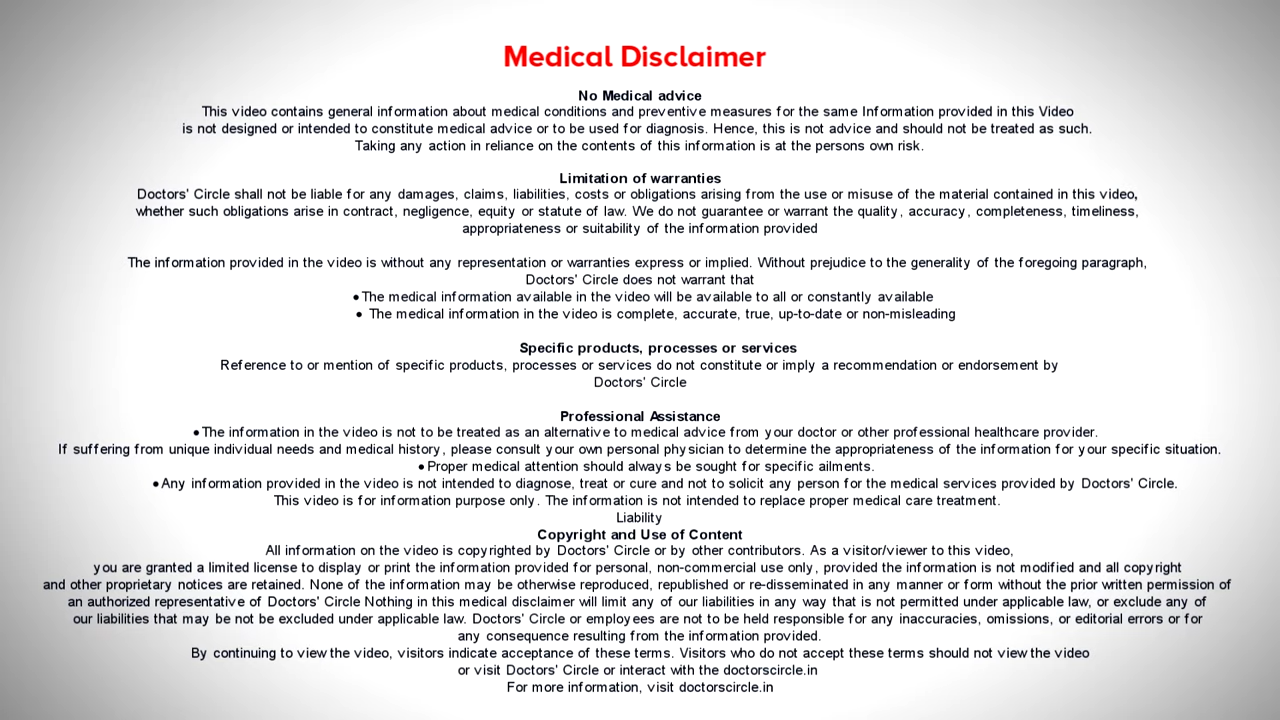 Medical Disclaimer
No Medical advice
This video contains general information about medical conditions and preventive measures for the same Information provided in this Video
is not designed or intended to constitute medical advice or to be used for diagnosis. Hence, this is not advice and should not be treated as such.
Taking any action in reliance on the contents of this information is at the persons own risk.
Limitation of warranties
Doctors' Circle shall not be liable for any damages, claims, liabilities, costs or obligations arising from the use or misuse of the material contained in this video,
whether such obligations arise in contract, negligence, equity or statute of law. We do not guarantee or warrant the quality, accuracy, completeness, timeliness,
appropriateness or suitability of the information provided
The information provided in the video is without any representation or warranties express or implied. Without prejudice to the generality of the foregoing paragraph,
Doctors' Circle does not warrant that
•The medical information available in the video will be available to all or constantly available
• The medical information in the video is complete, accurate, true, up-to-date or non-misleading
Specific products, processes or services
Reference to or mention of specific products, processes or services do not constitute or imply a recommendation or endorsement by
Doctors' Circle
Professional Assistance
•The information in the video is not to be treated as an alternative to medical advice from your doctor or other professional healthcare provider.
If suffering from unique individual needs and medical history, please consult your own personal physician to determine the appropriateness of the information for your specific situation.
•Proper medical attention should always be sought for specific ailments.
•Any information provided in the video is not intended to diagnose, treat or cure and not to solicit any person for the medical services provided by Doctors' Circle.
This video is for information purpose only. The information is not intended to replace proper medical care treatment.
Liability
Copyright and Use of Content
All information on the video is copyrighted by Doctors' Circle or by other contributors. As a visitor/viewer to this video,
you are granted a limited license to display or print the information provided for personal, non-commercial use only, provided the information is not modified and all copyright
and other proprietary notices are retained. None of the information may be otherwise reproduced, republished or re-disseminated in any manner or form without the prior written permission of
an authorized representative of Doctors' Circle Nothing in this medical disclaimer will limit any of our liabilities in any way that is not permitted under applicable law, or exclude any of
our liabilities that may be not be excluded under applicable law. Doctors' Circle or employees are not to be held responsible for any inaccuracies, omissions, or editorial errors or for
any consequence resulting from the information provided.
By continuing to view the video, visitors indicate acceptance of these terms. Visitors who do not accept these terms should not view the video
or visit Doctors' Circle or interact with the doctorscircle.in
For more information, visit doctorscircle.in